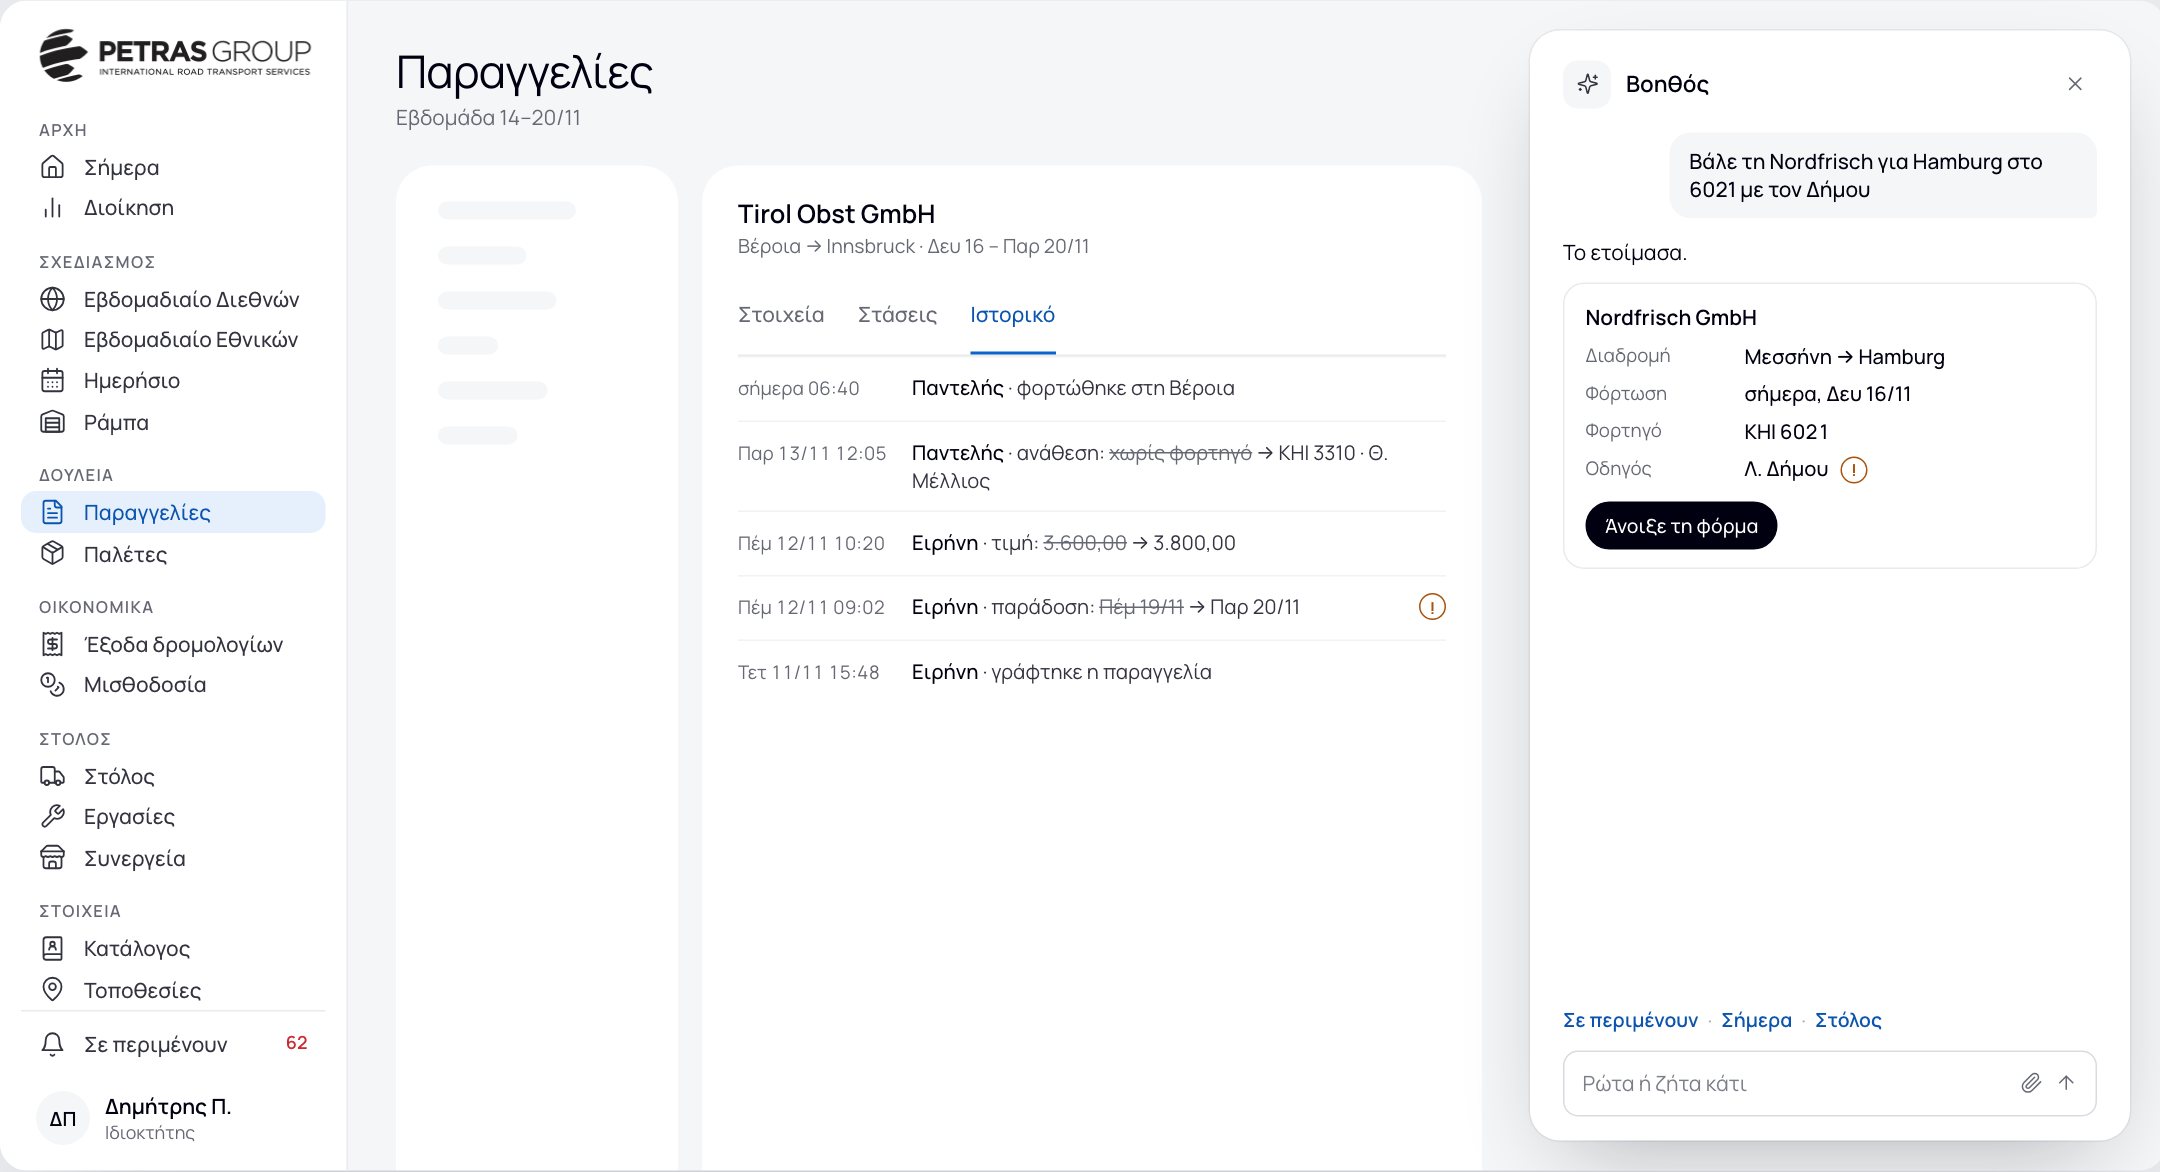 PETRAS GROUP
INTERNATIONAL ROAD TRANSPORT SERVICES
ΑΡΧΗ
Σήμερα
Διοίκηση
ΣΧΕΔΙΑΣΜΟΣ
Εβδομαδιαίο Διεθνών
Εβδομαδιαίο Εθνικών
Ημερήσιο
Ράμπα
ΔΟΥΛΕΙΑ
Παραγγελίες
Παλέτες
ΟΙΚΟΝΟΜΙΚΑ
Έξοδα δρομολογίων
Μισθοδοσία
ΣΤΟΛΟΣ
Στόλος
Εργασίες
Συνεργεία
ΣΤΟΙΧΕΙΑ
Κατάλογος
Τοποθεσίες
Σε περιμένουν 62
ΔΠ
Δημήτρης Π.
Ιδιοκτήτης
Παραγγελίες
Εβδομάδα 14–20/11
Tirol Obst GmbH
Βέροια → Innsbruck · Δευ 16 – Παρ 20/11
Στοιχεία Στάσεις Ιστορικό
σήμερα 06:40 Παντελής · φορτώθηκε στη Βέροια
Παρ 13/11 12:05 Παντελής · ανάθεση: χωρίς φορτηγό → ΚΗΙ 3310 · Θ.
Μέλλιος
Πέμ 12/11 10:20 Ειρήνη · τιμή: 3.600,00 → 3.800,00
Πέμ 12/11 09:02 Ειρήνη · παράδοση: Πέμ 19/11 → Παρ 20/11
Τετ 11/11 15:48 Ειρήνη · γράφτηκε η παραγγελία
Βοηθός
Βάλε τη Nordfrisch για Hamburg στο
6021 με τον Δήμου
Το ετοίμασα.
Nordfrisch GmbH
Διαδρομή Μεσσήνη → Hamburg
Φόρτωση σήμερα, Δευ 16/11
Φορτηγό ΚΗΙ 6021
Οδηγός Λ. Δήμου
Άνοιξε τη φόρμα
Σε περιμένουν · Σήμερα · Στόλος
Ρώτα ή ζήτα κάτι